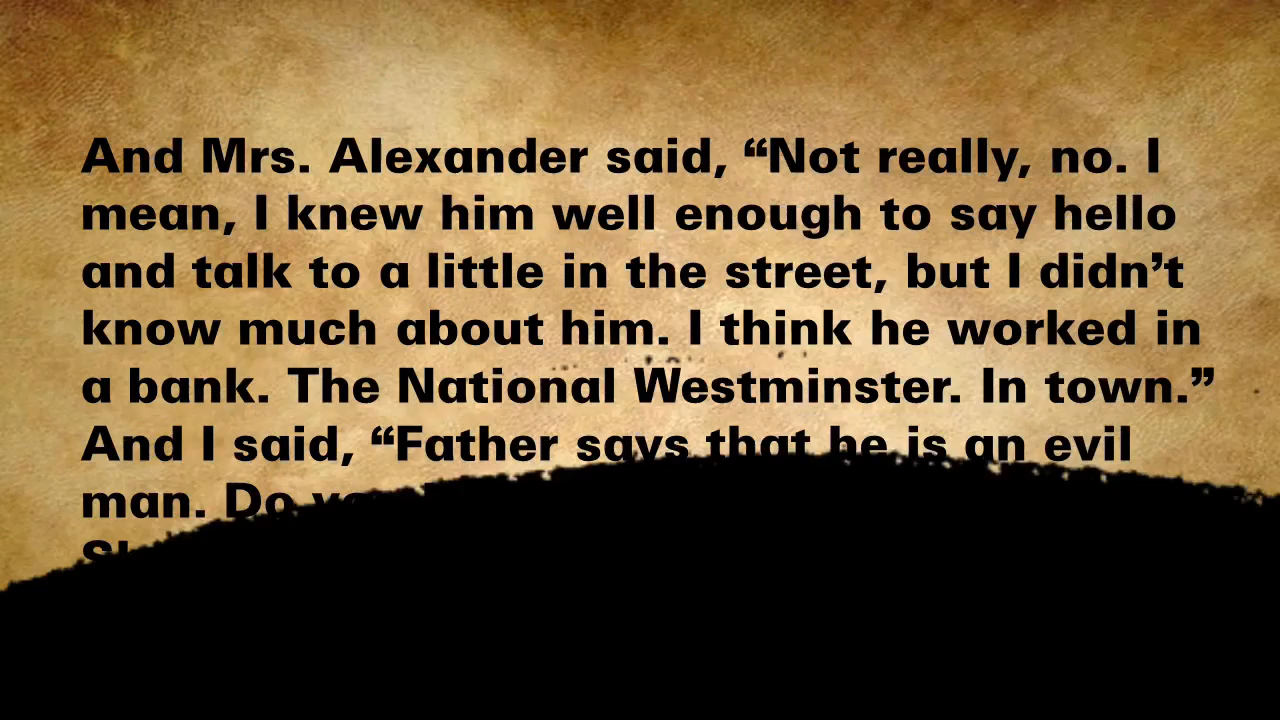 And Mrs. Alexander said, “Not really, no. I
mean, I knew him well enough to say hello
and talk to a little in the street, but I didn’t
know much about him. I think he worked in
a bank. The National Westminster. In town.”
And I said, “Father says that he is an evil
man. Do